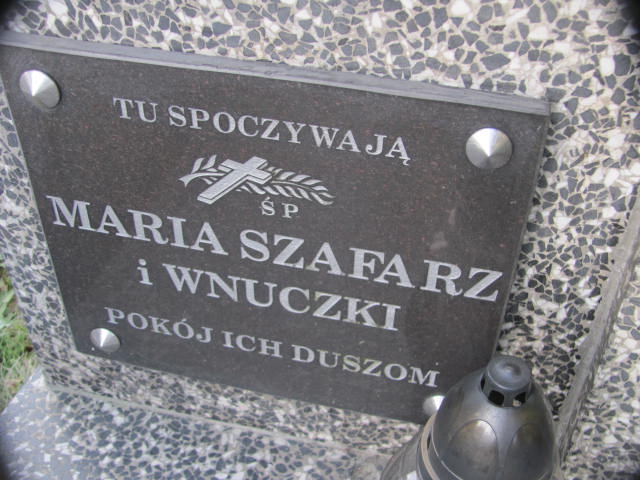 TU SPOCZYWAJĄ
ŚP
MARIA SZAFARZ
i WNUCZKI
POKÓJ ICH DUSZOM